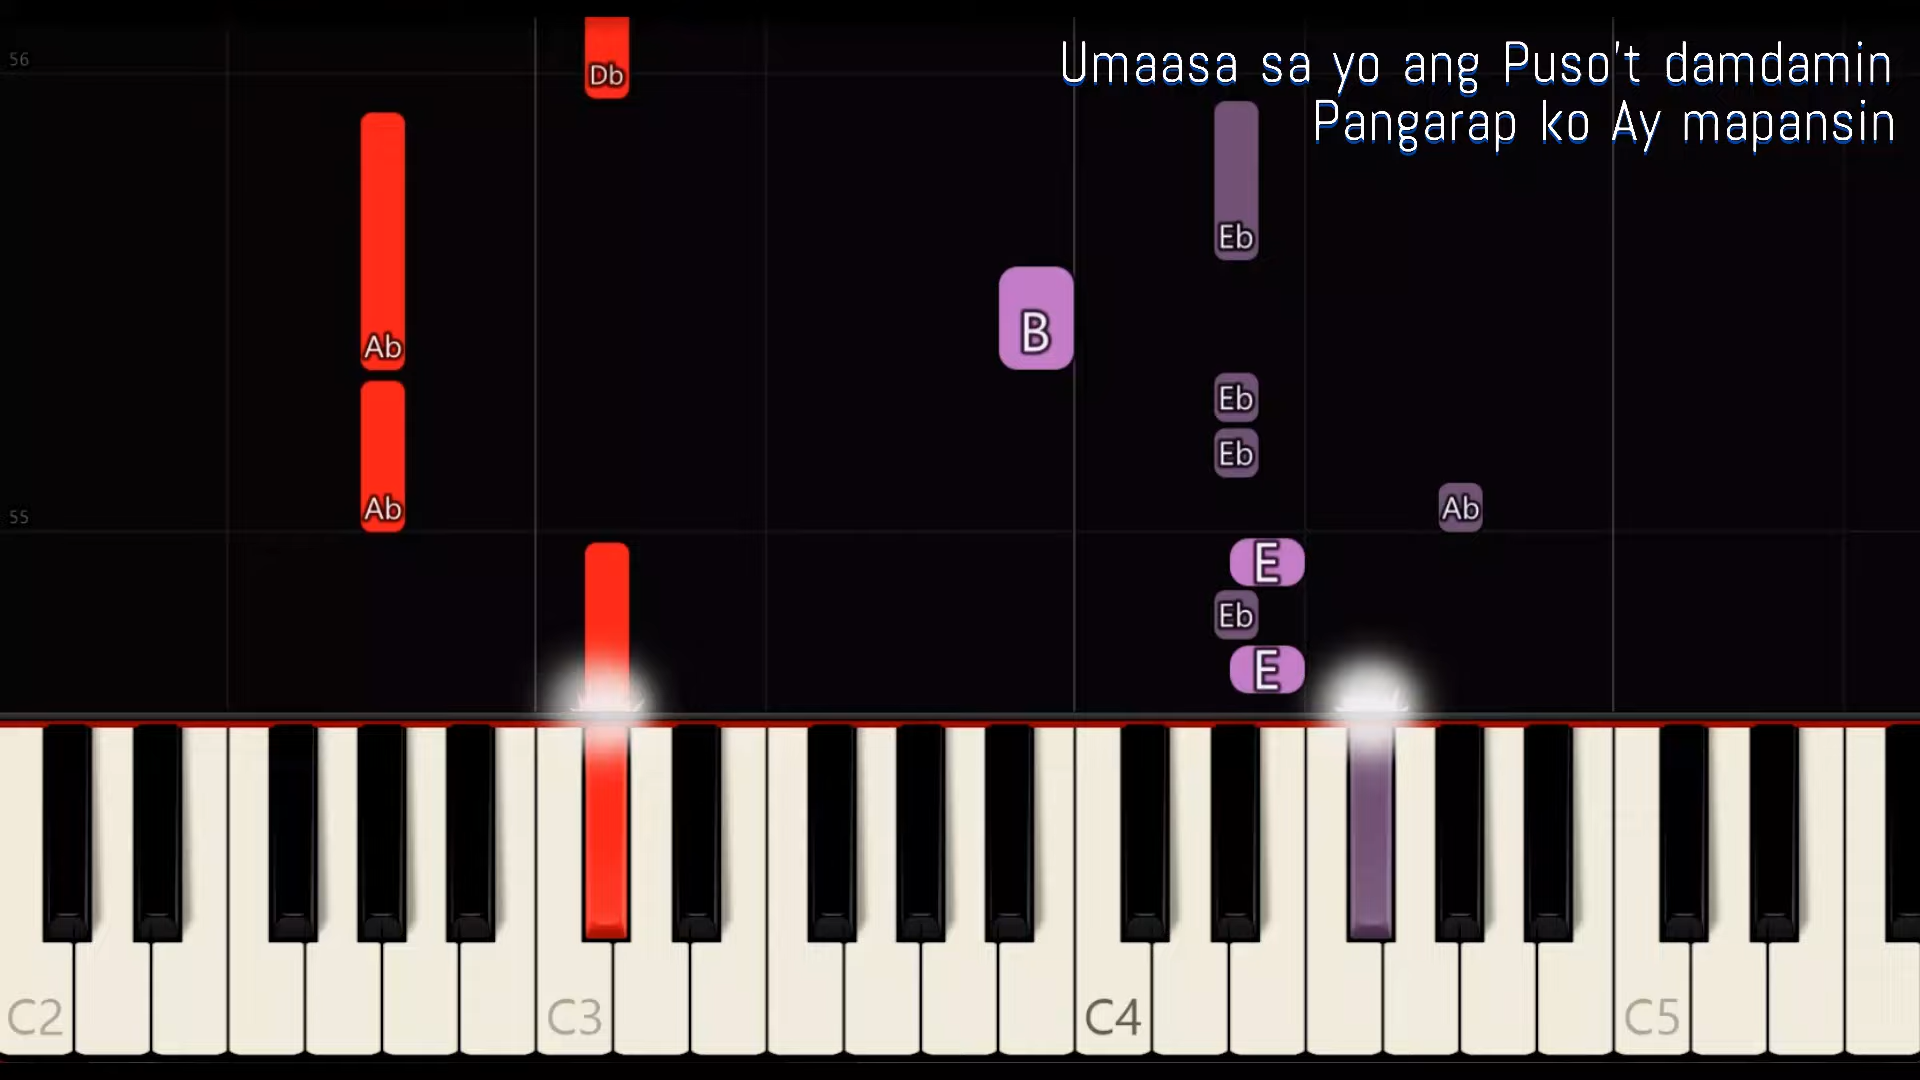 56
Db
Umaasa sa yo ang Puso't damdamin
Pangarap ko Ay mapansin
Eb
Ab
B
Eb
Eb
Ab
Ab
55
E
Eb
E
C2
C3
C4
C5